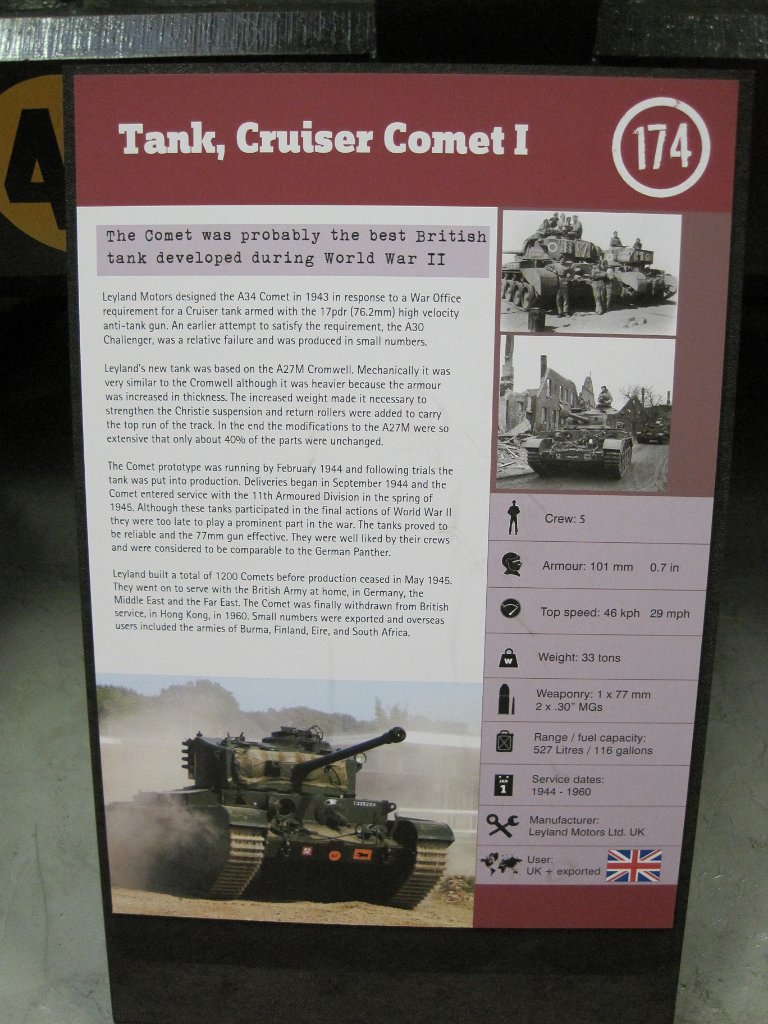 4
Tank, Cruiser Comet I
174
The Comet was probably the best British
tank developed during World War II
Leyland Motors designed the A34 Comet in 1943 in response to a War Office
requirement for a Cruiser tank armed with the 17pdr (76.2mm) high velocity
anti-tank gun. An earlier attempt to satisfy the requirement, the A30
Challenger, was a relative failure and was produced in small numbers.
Leyland's new tank was based on the A27M Cromwell. Mechanically it was
very similar to the Cromwell although it was heavier because the armour
was increased in thickness. The increased weight made it necessary to
strengthen the Christie suspension and return rollers were added to carry
the top run of the track. In the end the modifications to the A27M were so
extensive that only about 40% of the parts were unchanged.
The Comet prototype was running by February 1944 and following trials the
tank was put into production. Deliveries began in September 1944 and the
Comet entered service with the 11th Armoured Division in the spring of
1945. Although these tanks participated in the final actions of World War II
they were too late to play a prominent part in the war. The tanks proved to
be reliable and the 77mm gun effective. They were well liked by their crews
and were considered to be comparable to the German Panther.
Leyland built a total of 1200 Comets before production ceased in May 1945.
They went on to serve with the British Army at home, in Germany, the
Middle East and the Far East. The Comet was finally withdrawn from British
service, in Hong Kong, in 1960. Small numbers were exported and overseas
users included the armies of Burma, Finland, Eire, and South Africa.
Crew: 5
Armour: 101 mm 0.7 in
Top speed: 46 kph 29 mph
W
Weight: 33 tons
Weaponry: 1 x 77 mm
2 x .30" MGs
Range / fuel capacity:
527 Litres / 116 gallons
JAN
1
Service dates:
1944 - 1960
Manufacturer:
Leyland Motors Ltd. UK
User:
UK + exported